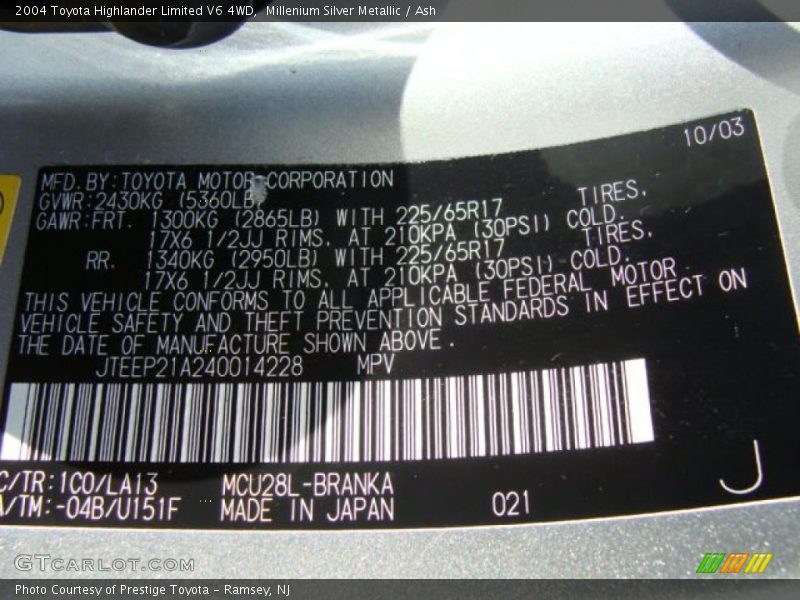 2004 Toyota Highlander Limited V6 4WD,  Millenium Silver Metallic / Ash
10/03
MFD.BY:TOYOTA MOTOR CORPORATION
GVWR:2430KG (5360LB)
GAWR:FRT. 1300KG (2865LB) WITH 225/65R17 TIRES,
17X6 1/2JJ RIMS, AT 210KPA (30PSI) COLD.
RR. 1340KG (2950LB) WITH 225/65R17 TIRES,
17X6 1/2JJ RIMS, AT 210KPA (30PSI) COLD.
THIS VEHICLE CONFORMS TO ALL APPLICABLE FEDERAL MOTOR
VEHICLE SAFETY AND THEFT PREVENTION STANDARDS IN EFFECT ON
THE DATE OF MANUFACTURE SHOWN ABOVE.
JTEEP21A240014228 MPV
C/TR:1C0/LA13 MCU28L-BRANKA
A/TM:-04B/U151F MADE IN JAPAN 021 J
GTCARLOT.COM
Photo Courtesy of Prestige Toyota - Ramsey, NJ